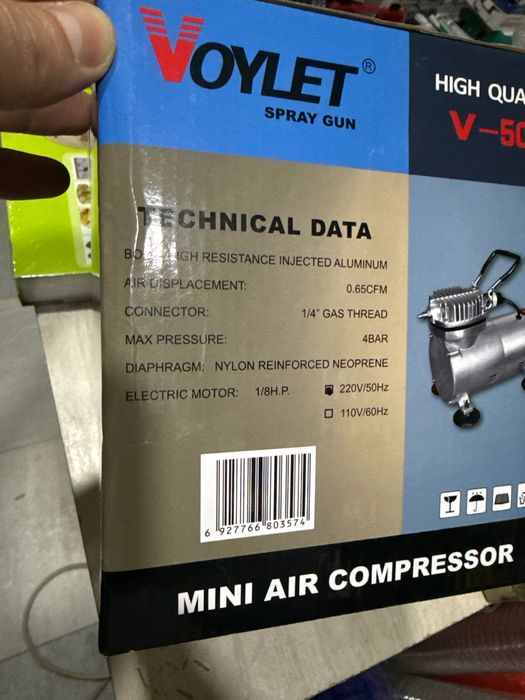 VOYLET®
SPRAY GUN
HIGH QUA
V-50
TECHNICAL DATA
HIGH RESISTANCE INJECTED ALUMINUM
AIR DISPLACEMENT: 0.65CFM
CONNECTOR: 1/4" GAS THREAD
MAX PRESSURE: 4BAR
DIAPHRAGM: NYLON REINFORCED NEOPRENE
ELECTRIC MOTOR: 1/8H.P. 220V/50Hz
110V/60Hz
6 927766 803574
MINI AIR COMPRESSOR